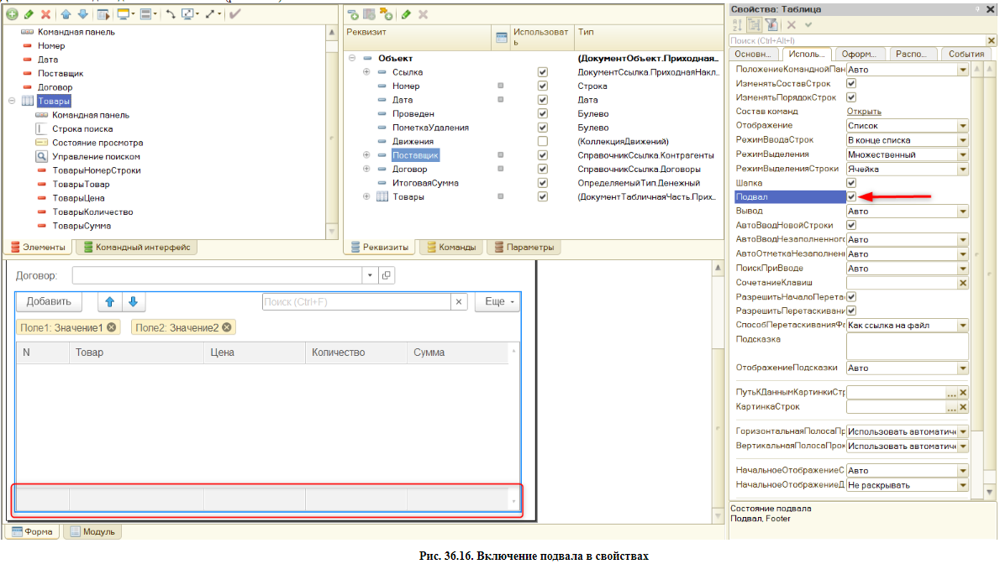 Командная панель
Номер
Дата
Поставщик
Договор
Товары
Командная панель
Строка поиска
Состояние просмотра
Управление поиском
ТоварыНомерСтроки
ТоварыТовар
ТоварыЦена
ТоварыКоличество
ТоварыСумма
Элементы Командный интерфейс
Реквизит Использоват
ь Тип
Объект (ДокументОбъект.Приходная...
Ссылка ДокументСсылка.ПриходнаяНакл...
Номер Строка
Дата Дата
Проведен Булево
ПометкаУдаления Булево
Движения (КоллекцияДвижений)
Поставщик СправочникСсылка.Контрагенты
Договор СправочникСсылка.Договоры
ИтоговаяСумма ОпределяемыйТип.Денежный
Товары (ДокументТабличнаяЧасть.Прих...
Реквизиты Команды Параметры
Договор:
Добавить Поиск (Ctrl+F) × Еще
Поле1: Значение1 Поле2: Значение2
N Товар Цена Количество Сумма
Форма Модуль
Свойства: Таблица
Поиск (Ctrl+Alt+I)
Основн... Исполь... Оформ... Распо... События
ПоложениеКоманднойПан Авто
ИзменятьСоставСтрок
ИзменятьПорядокСтрок
Состав команд Открыть
Отображение Список
РежимВводаСтрок В конце списка
РежимВыделения Множественный
РежимВыделенияСтроки Ячейка
Шапка
Подвал
Вывод Авто
АвтоВводНовойСтроки
АвтоВводНезаполненного Авто
АвтоОтметкаНезаполнен Авто
ПоискПриВводе Авто
СочетаниеКлавиш
РазрешитьНачалоПерета
РазрешитьПеретаскивани
СпособПеретаскиванияФа Как ссылка на файл
Подсказка
ОтображениеПодсказки Авто
ПутьКДаннымКартинкиСтр ...
КартинкаСтрок ...
ГоризонтальнаяПолосаПр Использовать автоматиче
ВертикальнаяПолосаПрок Использовать автоматиче
НачальноеОтображениеС Авто
НачальноеОтображениеД Не раскрывать
Состояние подвала
Подвал, Footer
Рис. 36.16. Включение подвала в свойствах